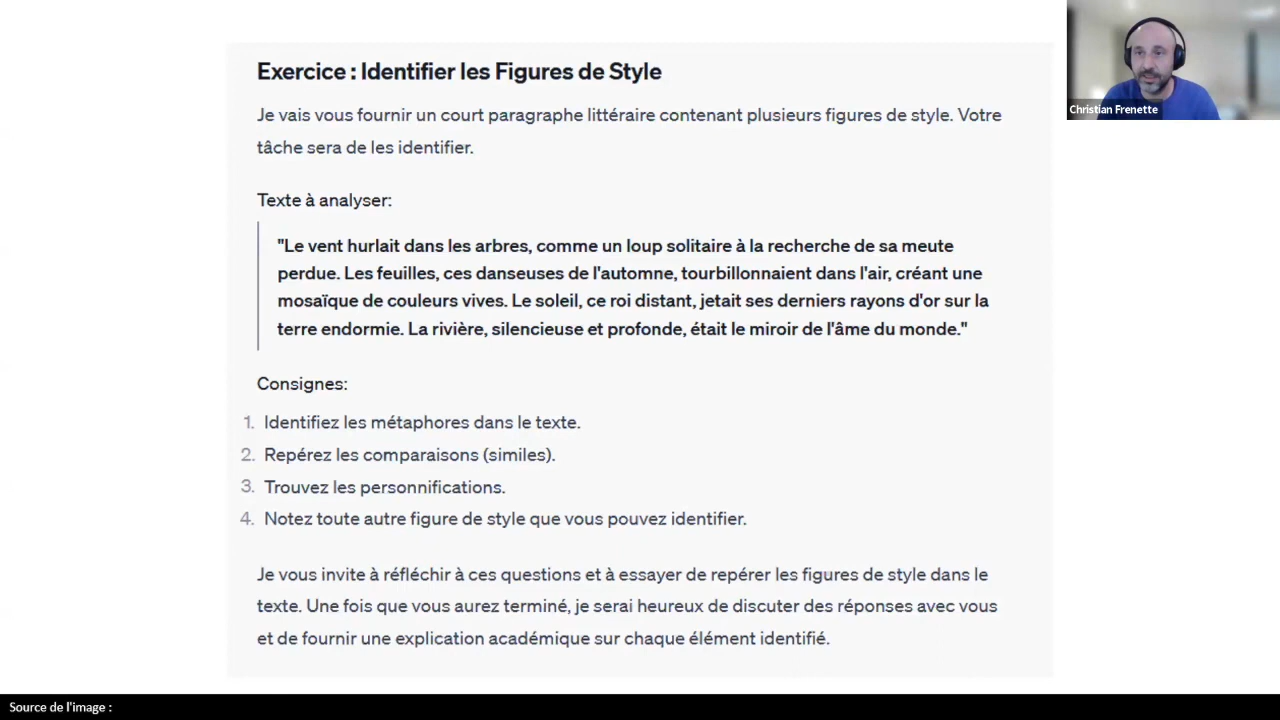 Exercice : Identifier les Figures de Style
Je vais vous fournir un court paragraphe littéraire contenant plusieurs figures de style. Votre
tâche sera de les identifier.
Texte à analyser:
"Le vent hurlait dans les arbres, comme un loup solitaire à la recherche de sa meute
perdue. Les feuilles, ces danseuses de l'automne, tourbillonnaient dans l'air, créant une
mosaïque de couleurs vives. Le soleil, ce roi distant, jetait ses derniers rayons d'or sur la
terre endormie. La rivière, silencieuse et profonde, était le miroir de l'âme du monde."
Consignes:
1. Identifiez les métaphores dans le texte.
2. Repérez les comparaisons (similes).
3. Trouvez les personnifications.
4. Notez toute autre figure de style que vous pouvez identifier.
Je vous invite à réfléchir à ces questions et à essayer de repérer les figures de style dans le
texte. Une fois que vous aurez terminé, je serai heureux de discuter des réponses avec vous
et de fournir une explication académique sur chaque élément identifié.
Christian Frenette
Source de l'image :